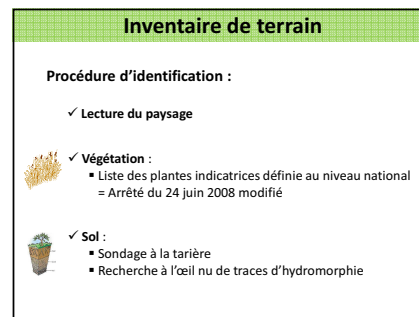 Inventaire de terrain
Procédure d'identification :
✓ Lecture du paysage
✓ Végétation :
▪ Liste des plantes indicatrices définie au niveau national
= Arrêté du 24 juin 2008 modifié
✓ Sol :
▪ Sondage à la tarière
▪ Recherche à l'œil nu de traces d'hydromorphie